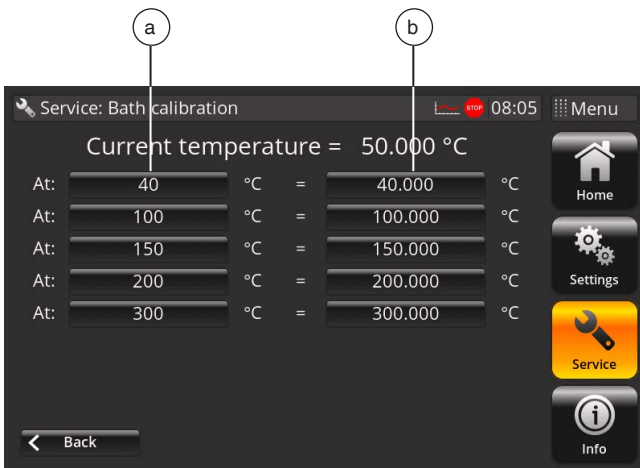 a b
Service: Bath calibration STOP 08:05 Menu
Current temperature = 50.000 °C
At: 40 °C = 40.000 °C
Home
At: 100 °C = 100.000 °C
At: 150 °C = 150.000 °C
At: 200 °C = 200.000 °C
Settings
At: 300 °C = 300.000 °C
Service
Back
Info